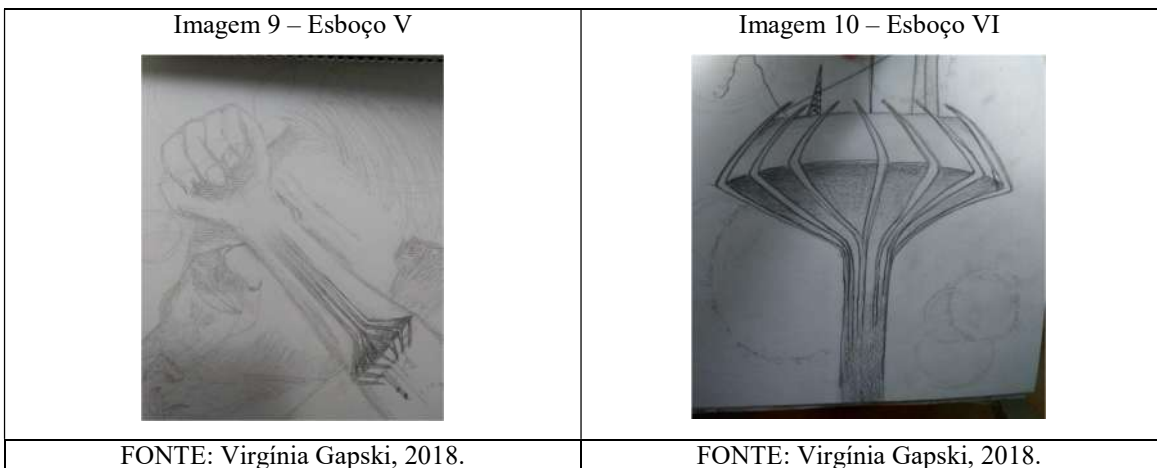 Imagem 9 – Esboço V
Imagem 10 – Esboço VI
FONTE: Virgínia Gapski, 2018.
FONTE: Virgínia Gapski, 2018.